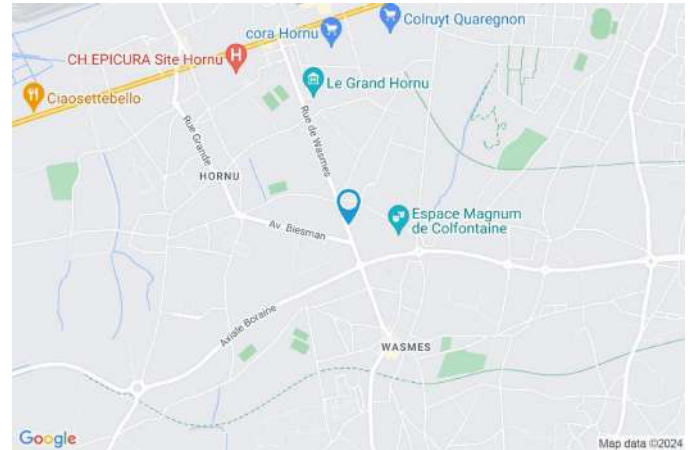 cora Hornu
Colruyt Quaregnon
CH EPICURA Site Hornu
H
Le Grand Hornu
Ciaosettebello
Rue de Wasmes
Rue Grande
HORNU
Espace Magnum
de Colfontaine
Av. Biesman
Axiale Boraine
WASMES
Google
Map data ©2024